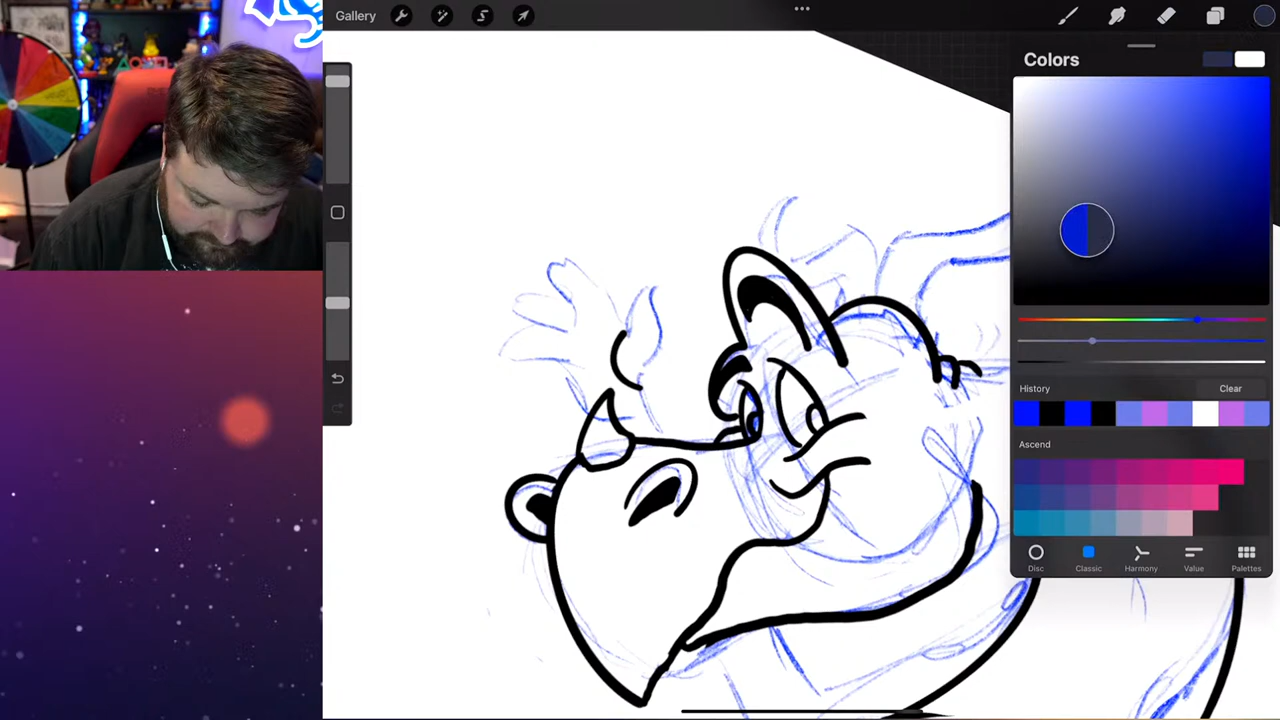 Gallery
Colors
History
Clear
Ascend
Disc
Classic
Harmony
Value
Palettes